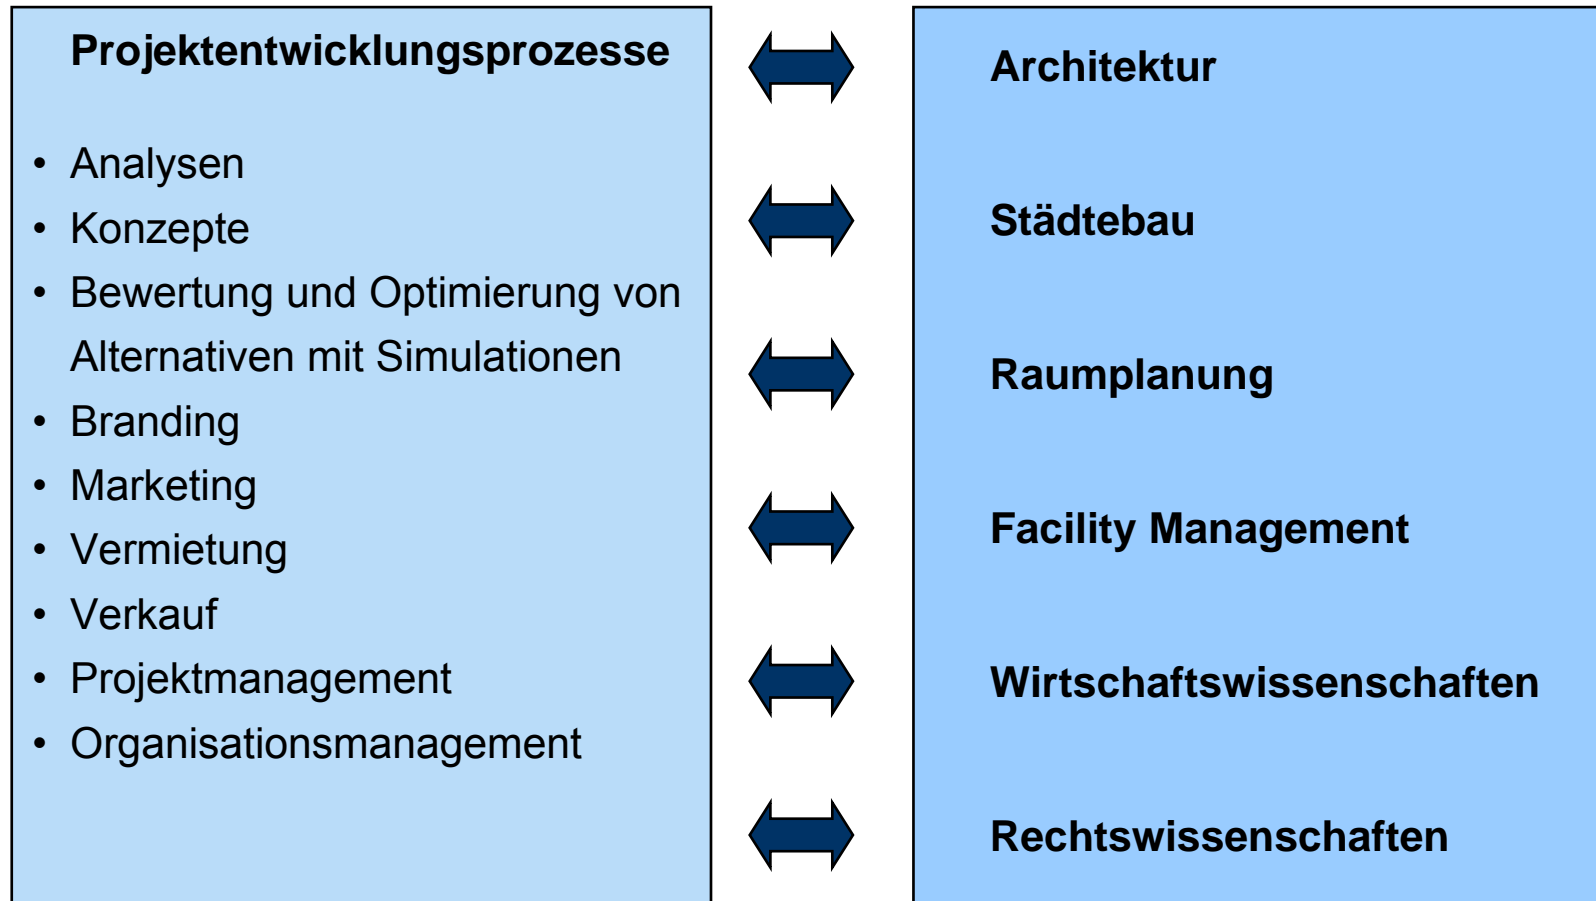 Projektentwicklungsprozesse
• Analysen
• Konzepte
• Bewertung und Optimierung von
Alternativen mit Simulationen
• Branding
• Marketing
• Vermietung
• Verkauf
• Projektmanagement
• Organisationsmanagement
Architektur
Städtebau
Raumplanung
Facility Management
Wirtschaftswissenschaften
Rechtswissenschaften